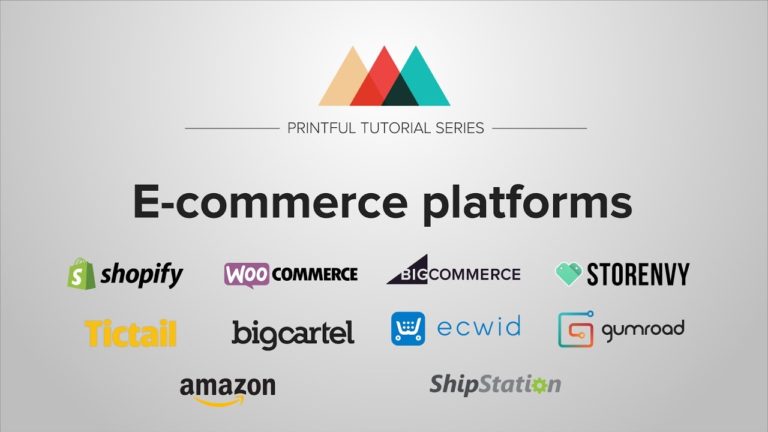 PRINTFUL TUTORIAL SERIES
E-commerce platforms
shopify WOO COMMERCE BIGCOMMERCE STORENVY
Tictail bigcartel ecwid gumroad
amazon ShipStation